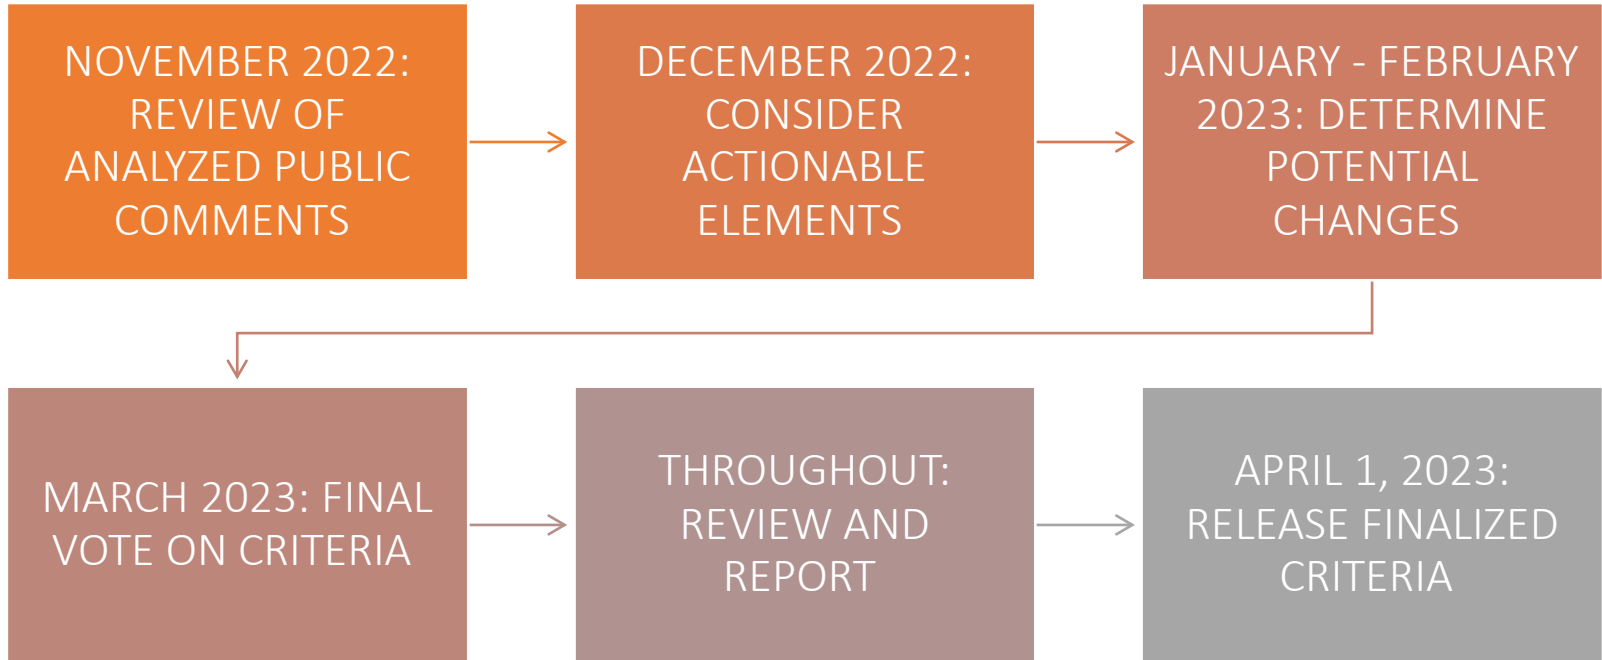 NOVEMBER 2022:
REVIEW OF
ANALYZED PUBLIC
COMMENTS
DECEMBER 2022:
CONSIDER
ACTIONABLE
ELEMENTS
JANUARY - FEBRUARY
2023: DETERMINE
POTENTIAL
CHANGES
MARCH 2023: FINAL
VOTE ON CRITERIA
THROUGHOUT:
REVIEW AND
REPORT
APRIL 1, 2023:
RELEASE FINALIZED
CRITERIA